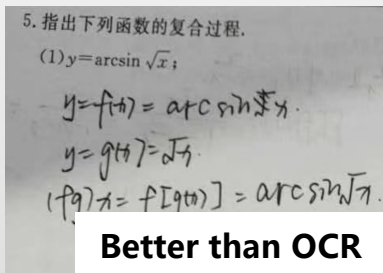 5.指出下列函数的复合过程.
(1)y=arcsin √x;
y=f(x)=arcsin x.
y=g(x)=√x.
(fg)x=f[g(x)]=arcsin√x.
Better than OCR